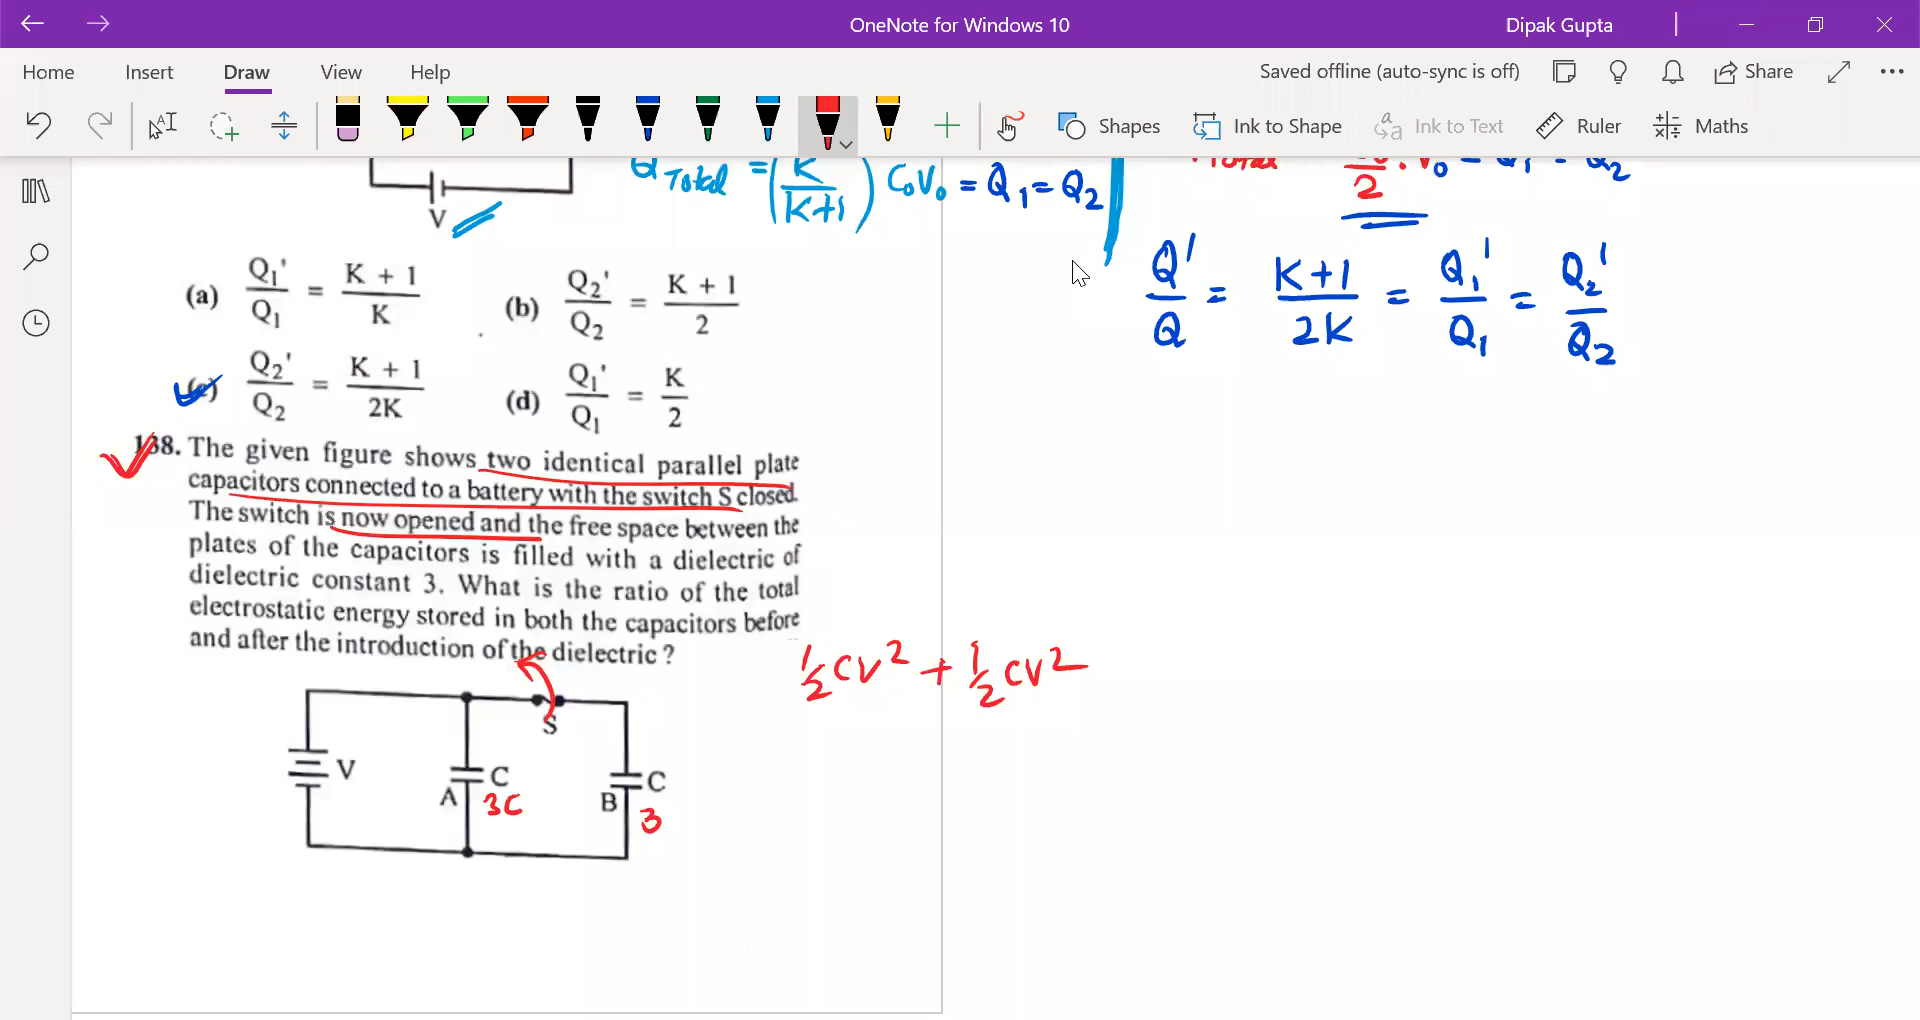 OneNote for Windows 10
Dipak Gupta
Home Insert Draw View Help
Saved offline (auto-sync is off) Share
Shapes Ink to Shape Ink to Text Ruler Maths
Q Total = (K/K+1) C₀V₀ = Q₁ = Q₂
V
(a) Q₁'/Q₁ = K + 1/K (b) Q₂'/Q₂ = K + 1/2
(c) Q₂'/Q₂ = K + 1/2K (d) Q₁'/Q₁ = K/2
Q'/Q = K+1/2K = Q₁'/Q₁ = Q₂'/Q₂
138. The given figure shows two identical parallel plate
capacitors connected to a battery with the switch S closed.
The switch is now opened and the free space between the
plates of the capacitors is filled with a dielectric of
dielectric constant 3. What is the ratio of the total
electrostatic energy stored in both the capacitors before
and after the introduction of the dielectric ?
½CV² + ½CV²
S
V
C
A 3C
C
B 3